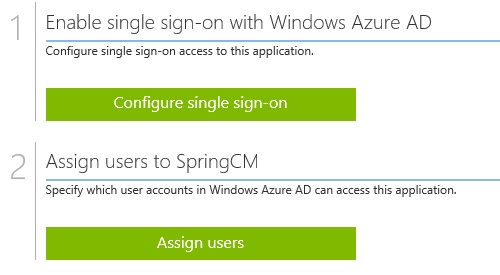 1
Enable single sign-on with Windows Azure AD
Configure single sign-on access to this application.
Configure single sign-on
2
Assign users to SpringCM
Specify which user accounts in Windows Azure AD can access this application.
Assign users